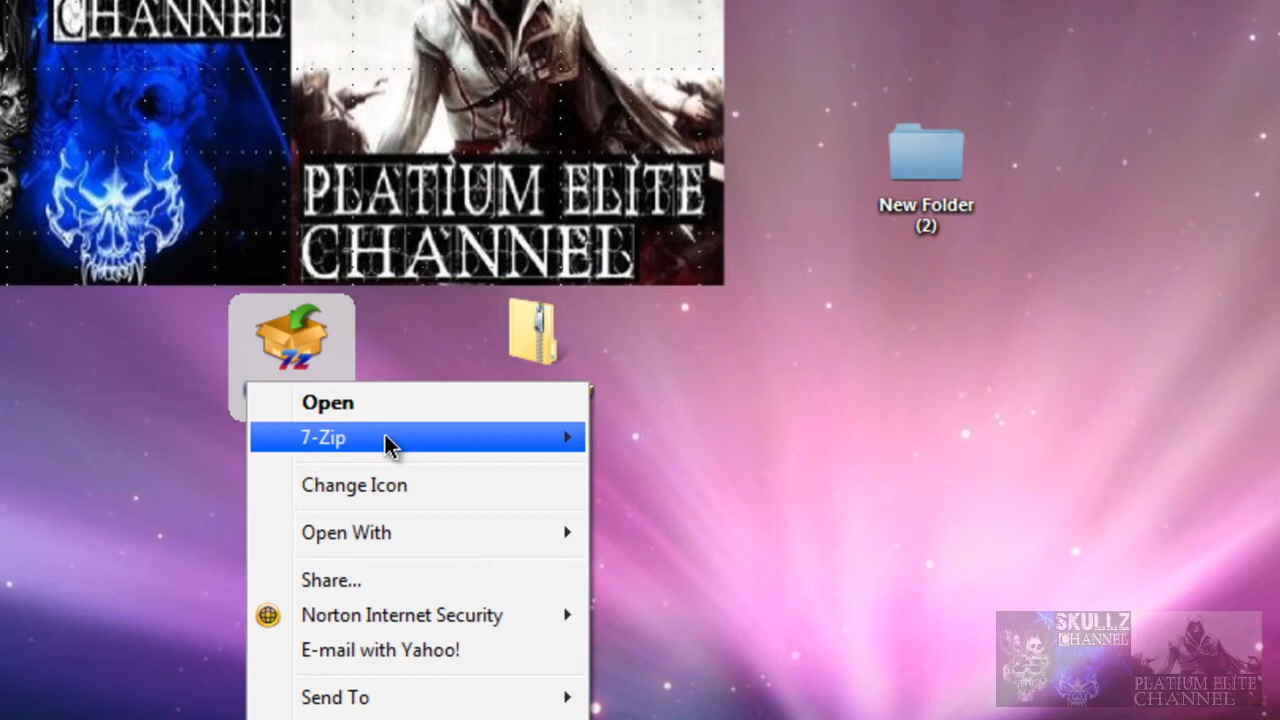 CHANNEL
PLATIUM ELITE
CHANNEL
New Folder
(2)
7z
Open
7-Zip
Change Icon
Open With
Share...
Norton Internet Security
E-mail with Yahoo!
Send To
SKULLZ
CHANNEL
PLATIUM ELITE
CHANNEL